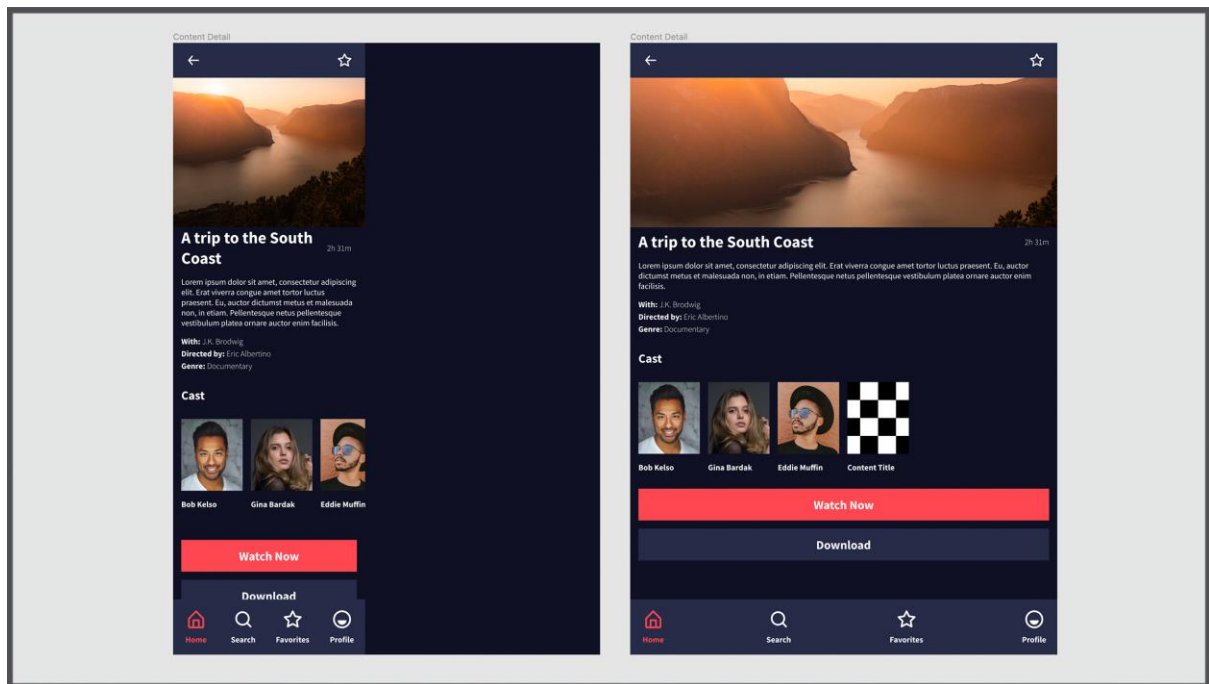 Content Detail
A trip to the South
Coast
2h 31m
Lorem ipsum dolor sit amet, consectetur adipiscing
elit. Erat viverra congue amet tortor luctus
praesent. Eu, auctor dictumst metus et malesuada
non, in etiam. Pellentesque netus pellentesque
vestibulum platea ornare auctor enim facilisis.
With: J.K. Brodwig
Directed by: Eric Albertino
Genre: Documentary
Cast
Bob Kelso
Gina Bardak
Eddie Muffin
Watch Now
Download
Home
Search
Favorites
Profile
Content Detail
A trip to the South Coast
2h 31m
Lorem ipsum dolor sit amet, consectetur adipiscing elit. Erat viverra congue amet tortor luctus praesent. Eu, auctor
dictumst metus et malesuada non, in etiam. Pellentesque netus pellentesque vestibulum platea ornare auctor enim
facilisis.
With: J.K. Brodwig
Directed by: Eric Albertino
Genre: Documentary
Cast
Bob Kelso
Gina Bardak
Eddie Muffin
Content Title
Watch Now
Download
Home
Search
Favorites
Profile